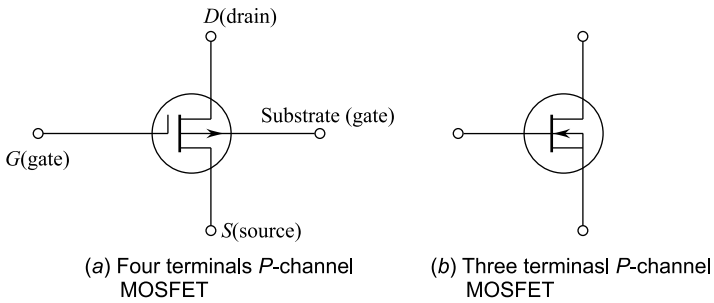 D(drain)
Substrate (gate)
G(gate)
S(source)
(a) Four terminals P-channel
MOSFET
(b) Three terminasl P-channel
MOSFET